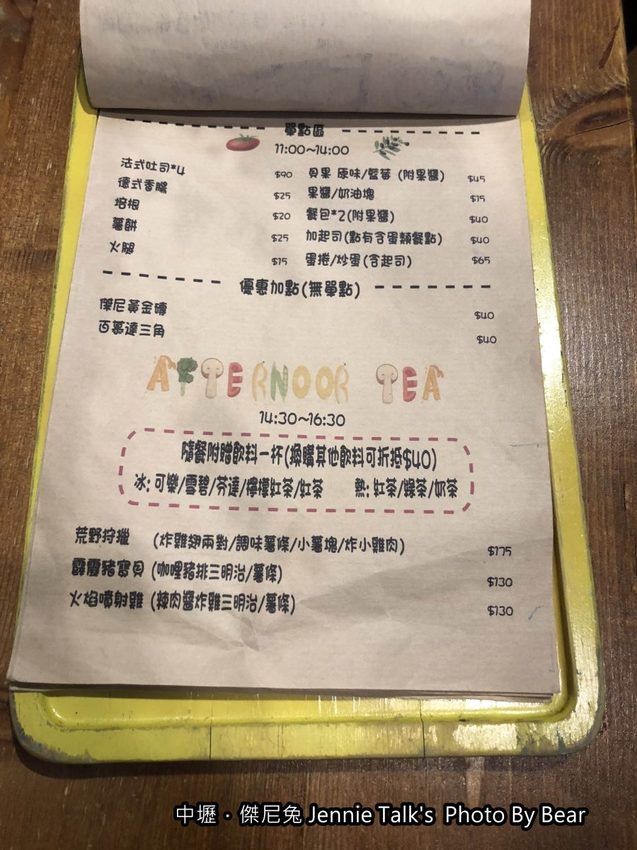 單點區
11:00~14:00
法式吐司*4 $90 貝果 原味/藍莓 (附果醬) $45
德式香腸 $25 果醬/奶油塊 $15
培根 $20 餐包*2(附果醬) $40
薯餅 $25 加起司(點有含蛋類餐點) $40
火腿 $15 蛋捲/炒蛋(含起司) $65
優惠加點(無單點)
傑尼黃金磚 $40
百慕達三角 $40
AFTERNOOR TEA
14:30~16:30
隨餐附贈飲料一杯(換購其他飲料可折抵$40)
冰:可樂/雪碧/芬達/檸檬紅茶/紅茶 熱:紅茶/綠茶/奶茶
荒野狩獵 (炸雞翅兩對/調味薯條/小薯塊/炸小雞肉) $175
霹靂豬寶貝 (咖哩豬排三明治/薯條) $130
火焰噴射雞 (辣肉醬炸雞三明治/薯條) $130
中壢・傑尼兔 Jennie Talk's Photo By Bear